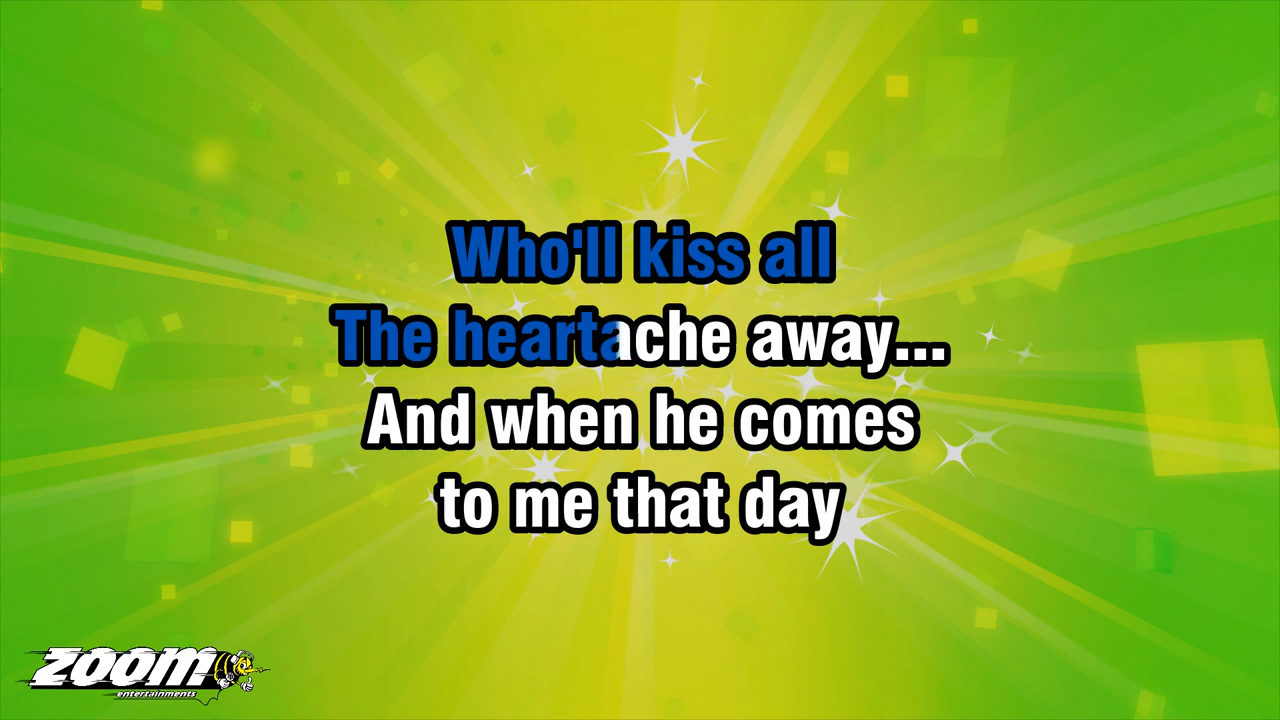 Who'll kiss all
The heartache away...
And when he comes
to me that day
zoom
entertainments